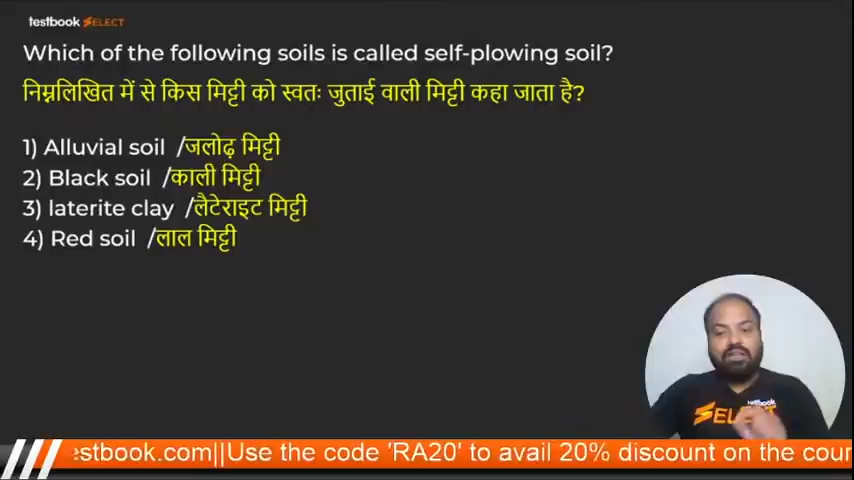 testbook SELECT
Which of the following soils is called self-plowing soil?
निम्नलिखित में से किस मिट्टी को स्वतः जुताई वाली मिट्टी कहा जाता है?
1) Alluvial soil /जलोढ़ मिट्टी
2) Black soil /काली मिट्टी
3) laterite clay /लैटेराइट मिट्टी
4) Red soil /लाल मिट्टी
testbook
SELECT
estbook.com||Use the code 'RA20' to avail 20% discount on the cour